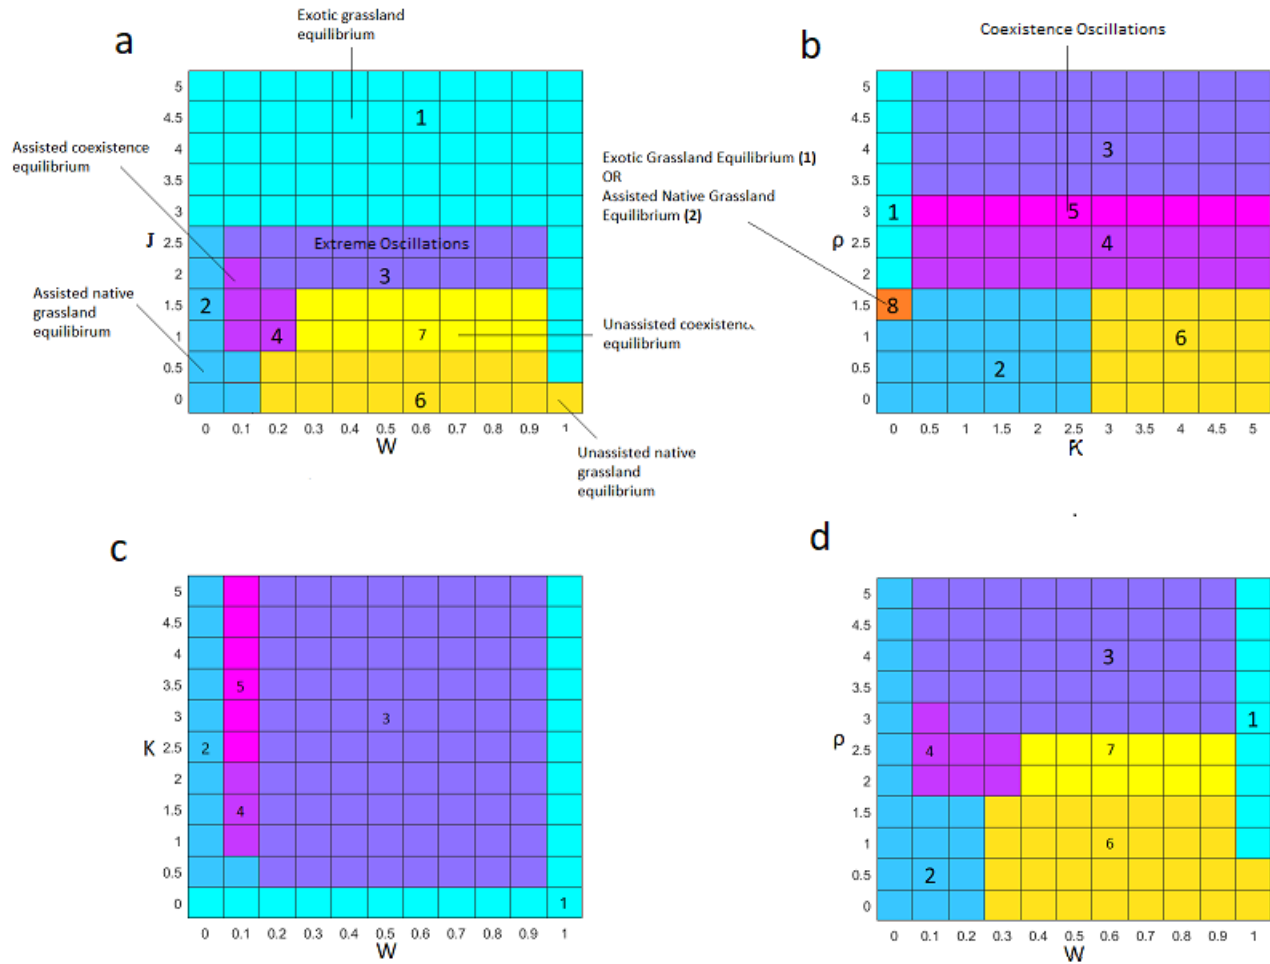 Exotic grassland
equilibrium
a
5
4.5
1
4
3.5
3
Assisted coexistence
equilibrium
J
2.5
Extreme Oscillations
2
3
Assisted native
grassland
equilibirum
1.5
2
1
4
7
Unassisted coexistence
equilibrium
0.5
0
6
0 0.1 0.2 0.3 0.4 0.5 0.6 0.7 0.8 0.9 1
W
Unassisted native
grassland
equilibrium
b
Coexistence Oscillations
5
4.5
4
3
3.5
Exotic Grassland Equilibrium (1)
OR
Assisted Native Grassland
Equilibrium (2)
3
1
5
ρ
2.5
4
2
1.5
8
1
6
0.5
2
0
0 0.5 1 1.5 2 2.5 3 3.5 4 4.5 5
K
c
5
4.5
4
3.5
5
3
3
K
2.5
2
2
1.5
4
1
0.5
0
1
0 0.1 0.2 0.3 0.4 0.5 0.6 0.7 0.8 0.9 1
W
d
5
4.5
4
3
3.5
3
1
ρ
2.5
4
7
2
1.5
1
6
0.5
2
0
0 0.1 0.2 0.3 0.4 0.5 0.6 0.7 0.8 0.9 1
W